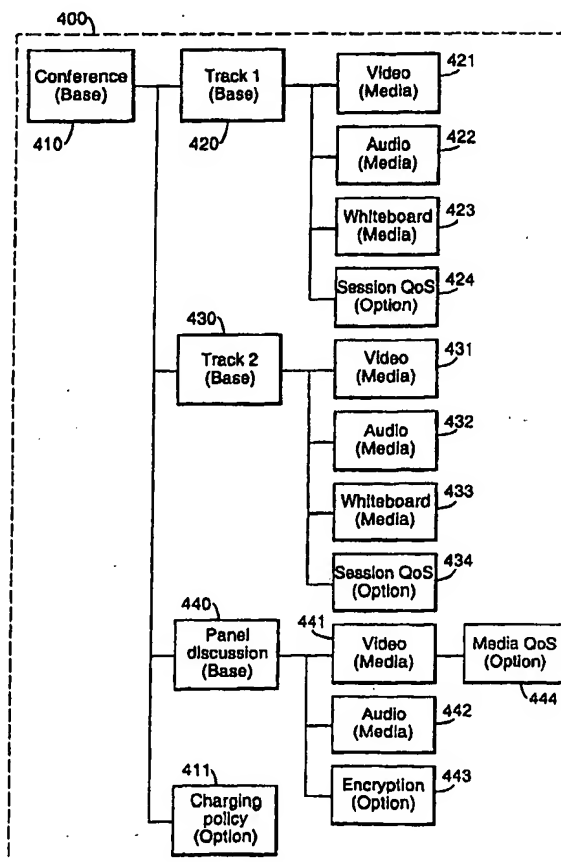 400
Conference
(Base)
410
Track 1
(Base)
420
Video
(Media)
421
Audio
(Media)
422
Whiteboard
(Media)
423
Session QoS
(Option)
424
430
Track 2
(Base)
Video
(Media)
431
Audio
(Media)
432
Whiteboard
(Media)
433
Session QoS
(Option)
434
440
Panel
discussion
(Base)
441
Video
(Media)
Media QoS
(Option)
444
Audio
(Media)
442
Encryption
(Option)
443
411
Charging
policy
(Option)